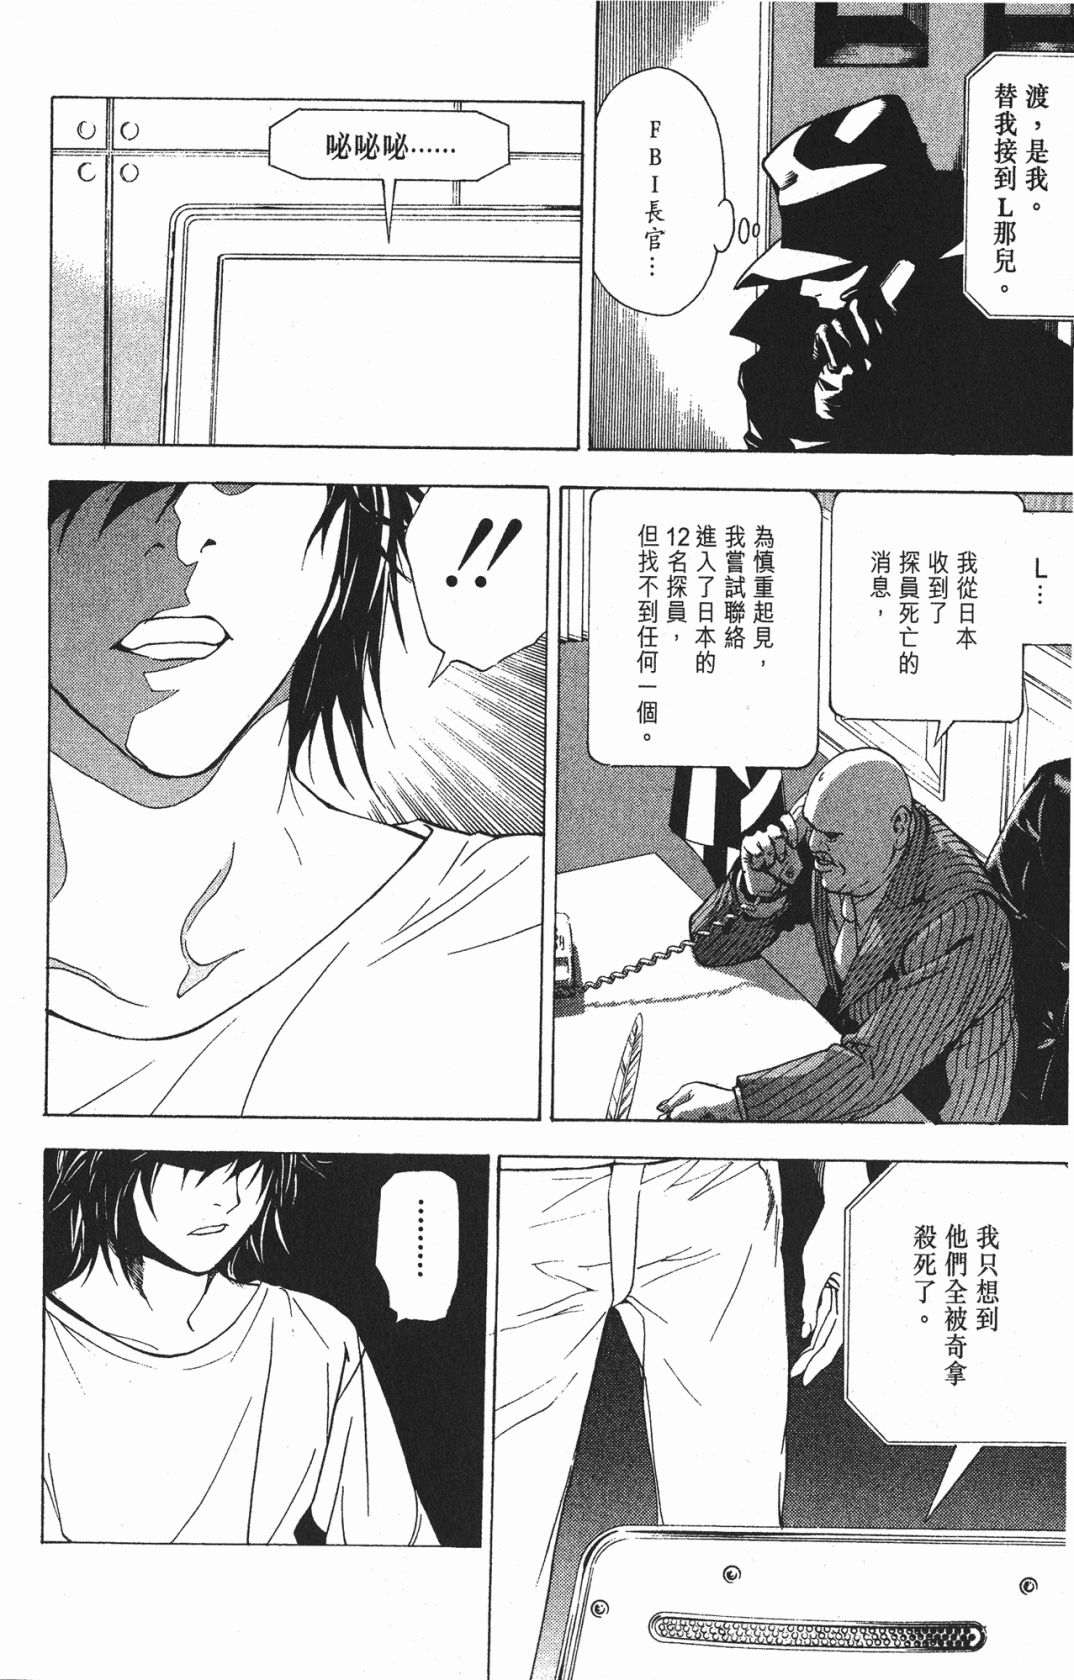 渡，是我。
替我接到L那兒。
FBI長官…
咇咇咇……
L…
我從日本
收到了
探員死亡的
消息，
為慎重起見，
我嘗試聯絡
進入了日本的
12名探員，
但找不到任何一個。
!!
我只想到
他們全被奇拿
殺死了。
………